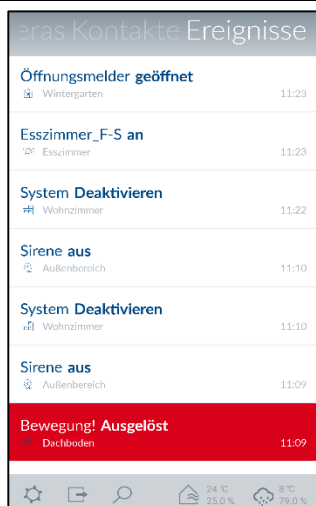 eras Kontakte Ereignisse
Öffnungsmelder geöffnet
Wintergarten 11:23
Esszimmer_F-S an
Esszimmer 11:23
System Deaktivieren
Wohnzimmer 11:22
Sirene aus
Außenbereich 11:10
System Deaktivieren
Wohnzimmer 11:10
Sirene aus
Außenbereich 11:09
Bewegung! Ausgelöst
Dachboden 11:09
24 °C 8 °C
25.0 % 79.0 %